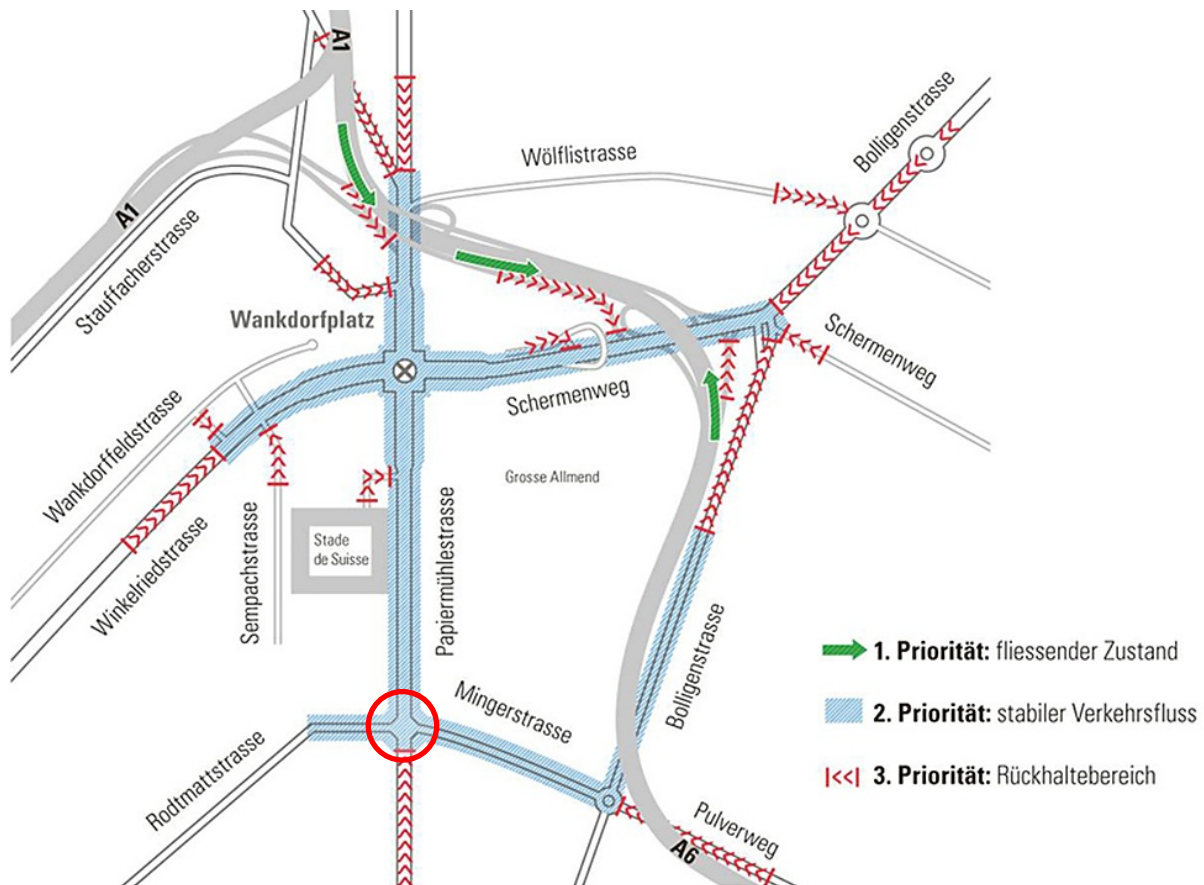 A1
Bolligenstrasse
Wölflistrasse
A1
Stauffacherstrasse
Wankdorfplatz
Schermenweg
Schermenweg
Wankdorffeldstrasse
Grosse Allmend
Stade
de Suisse
Winkelriedstrasse
Sempachstrasse
Papiermühlestrasse
1. Priorität: fliessender Zustand
Bolligenstrasse
Mingerstrasse
2. Priorität: stabiler Verkehrsfluss
Rodtmattstrasse
3. Priorität: Rückhaltebereich
Pulverweg
A6